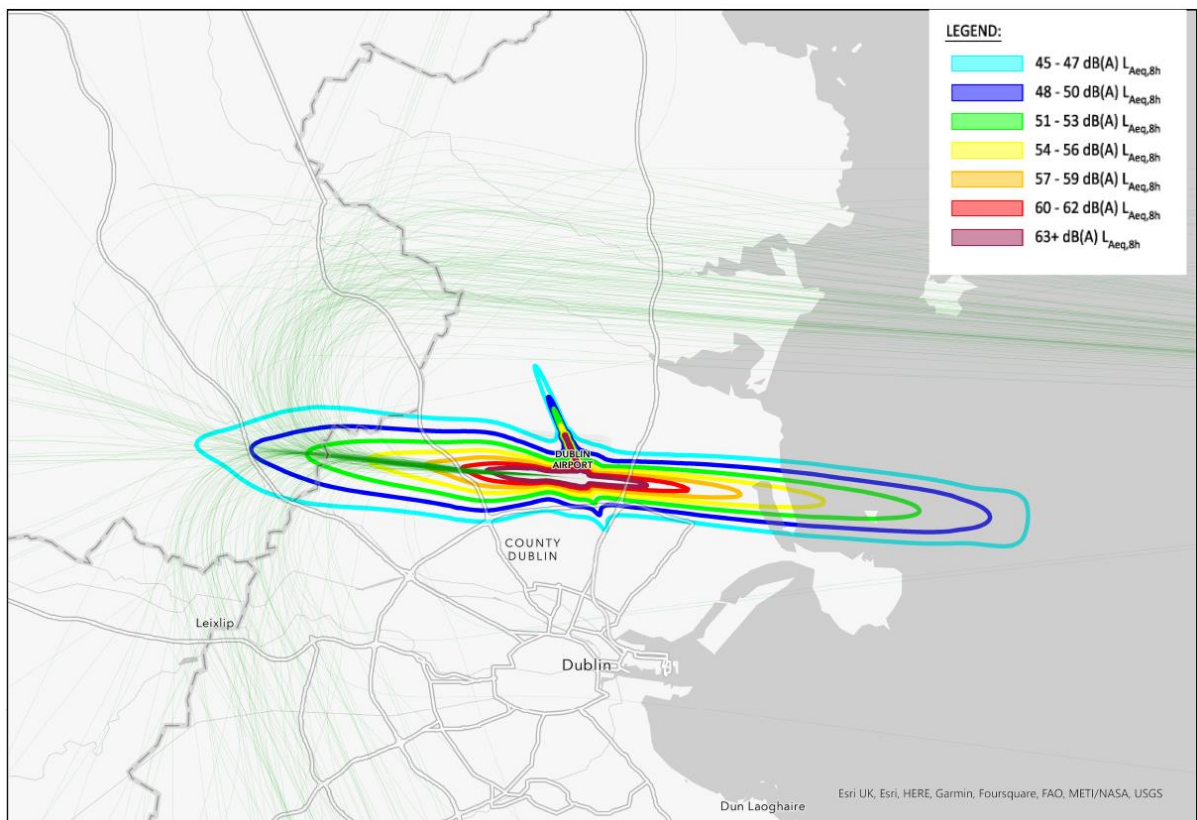 LEGEND:
45 - 47 dB(A) LAeq,8h
48 - 50 dB(A) LAeq,8h
51 - 53 dB(A) LAeq,8h
54 - 56 dB(A) LAeq,8h
57 - 59 dB(A) LAeq,8h
60 - 62 dB(A) LAeq,8h
63+ dB(A) LAeq,8h
DUBLIN
AIRPORT
COUNTY
DUBLIN
Leixlip
Dublin
Dun Laoghaire
Esri UK, Esri, HERE, Garmin, Foursquare, FAO, METI/NASA, USGS